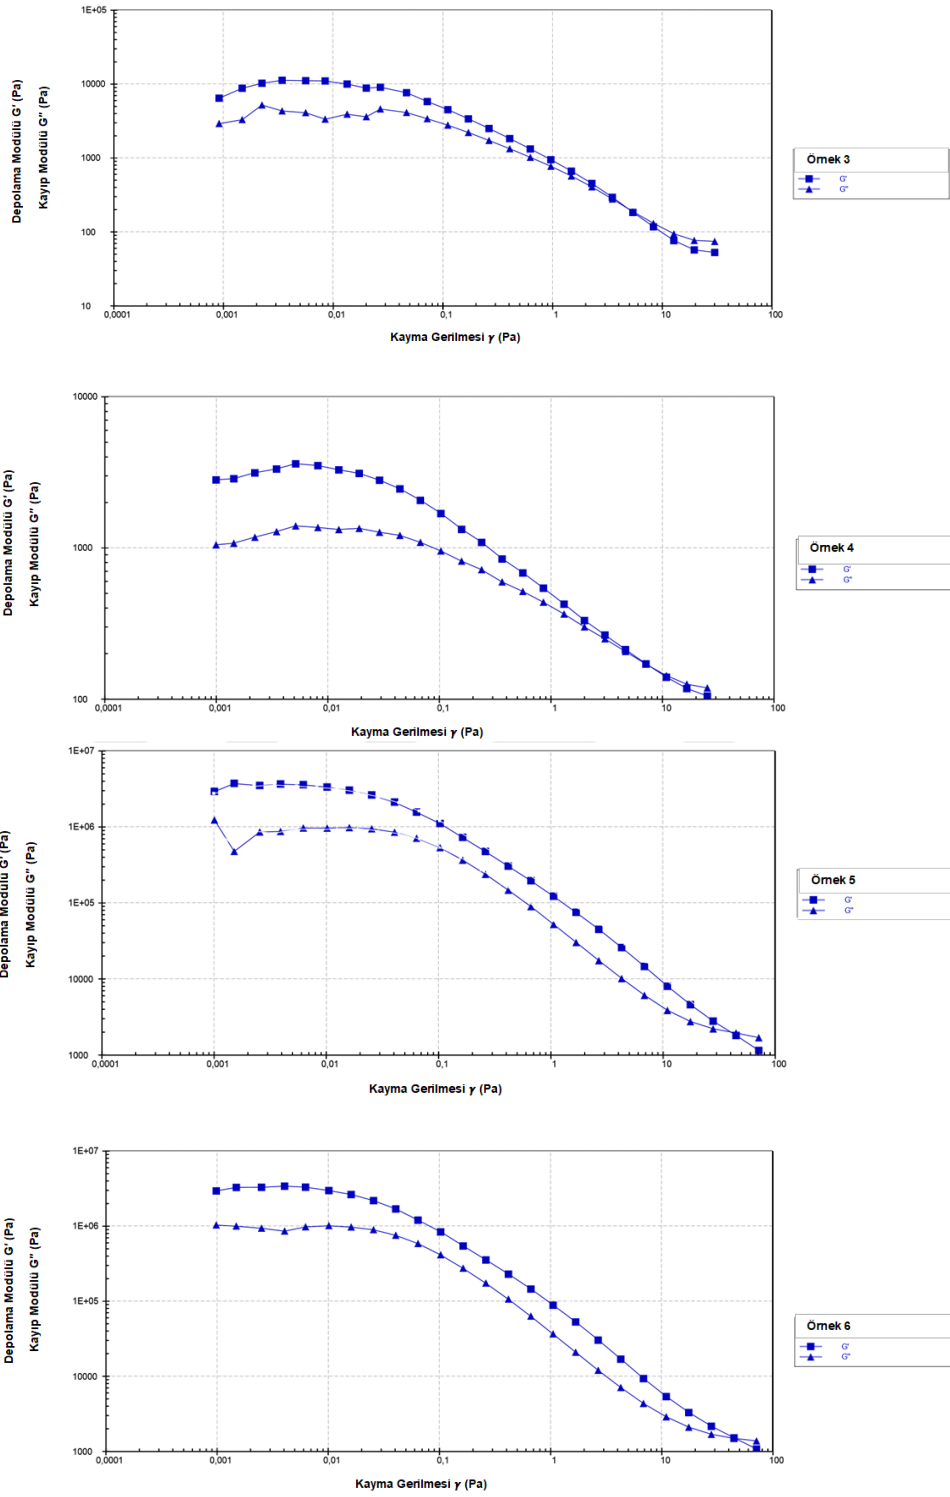 1E+05
10000
1000
100
10
0,0001
0,001
0,01
0,1
1
10
100
Depolama Modülü G′ (Pa)
Kayıp Modülü G″ (Pa)
Kayma Gerilmesi γ (Pa)
Örnek 3
G'
G"
10000
1000
100
0,0001
0,001
0,01
0,1
1
10
100
Depolama Modülü G′ (Pa)
Kayıp Modülü G″ (Pa)
Kayma Gerilmesi γ (Pa)
Örnek 4
G'
G"
1E+07
1E+06
1E+05
10000
1000
0,0001
0,001
0,01
0,1
1
10
100
Depolama Modülü G′ (Pa)
Kayıp Modülü G″ (Pa)
Kayma Gerilmesi γ (Pa)
Örnek 5
G'
G"
1E+07
1E+06
1E+05
10000
1000
0,0001
0,001
0,01
0,1
1
10
100
Depolama Modülü G′ (Pa)
Kayıp Modülü G″ (Pa)
Kayma Gerilmesi γ (Pa)
Örnek 6
G'
G"